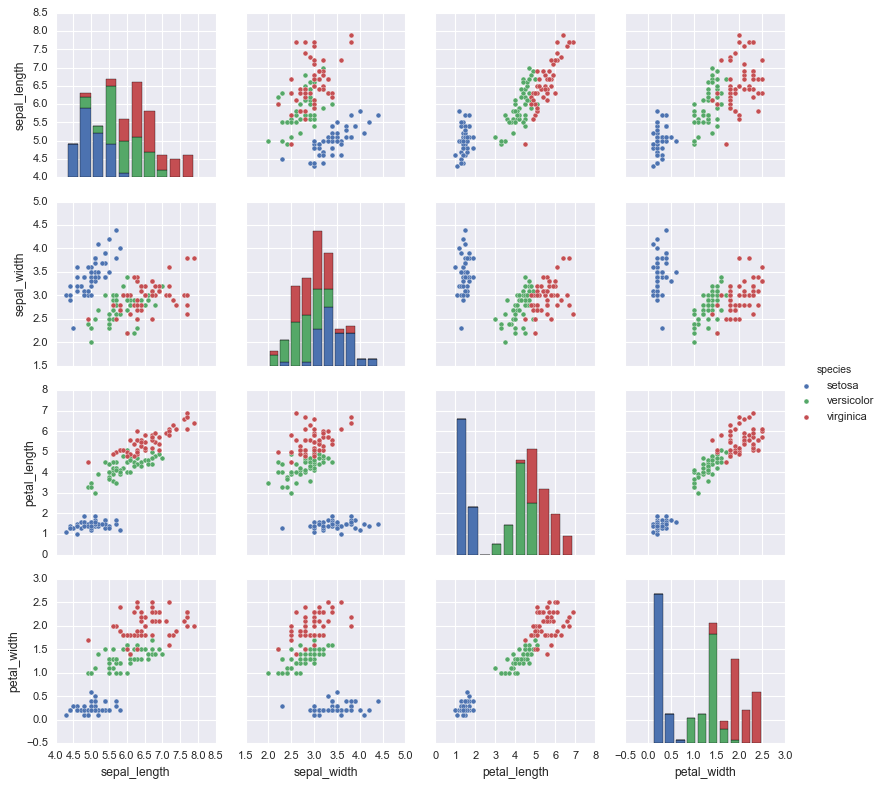 8.5
8.0
7.5
7.0
6.5
6.0
5.5
5.0
4.5
4.0
sepal_length
5.0
4.5
4.0
3.5
3.0
2.5
2.0
1.5
sepal_width
8
7
6
5
4
3
2
1
0
petal_length
3.0
2.5
2.0
1.5
1.0
0.5
0.0
−0.5
petal_width
4.0 4.5 5.0 5.5 6.0 6.5 7.0 7.5 8.0 8.5
sepal_length
1.5 2.0 2.5 3.0 3.5 4.0 4.5 5.0
sepal_width
0 1 2 3 4 5 6 7 8
petal_length
−0.5 0.0 0.5 1.0 1.5 2.0 2.5 3.0
petal_width
species
setosa
versicolor
virginica